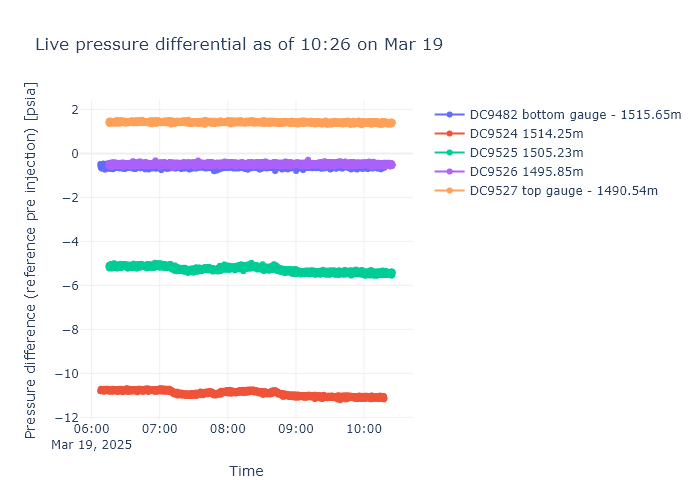 Live pressure differential as of 10:26 on Mar 19
Pressure difference (reference pre injection) [psia]
2
0
−2
−4
−6
−8
−10
−12
06:00
07:00
08:00
09:00
10:00
Mar 19, 2025
Time
DC9482 bottom gauge - 1515.65m
DC9524 1514.25m
DC9525 1505.23m
DC9526 1495.85m
DC9527 top gauge - 1490.54m